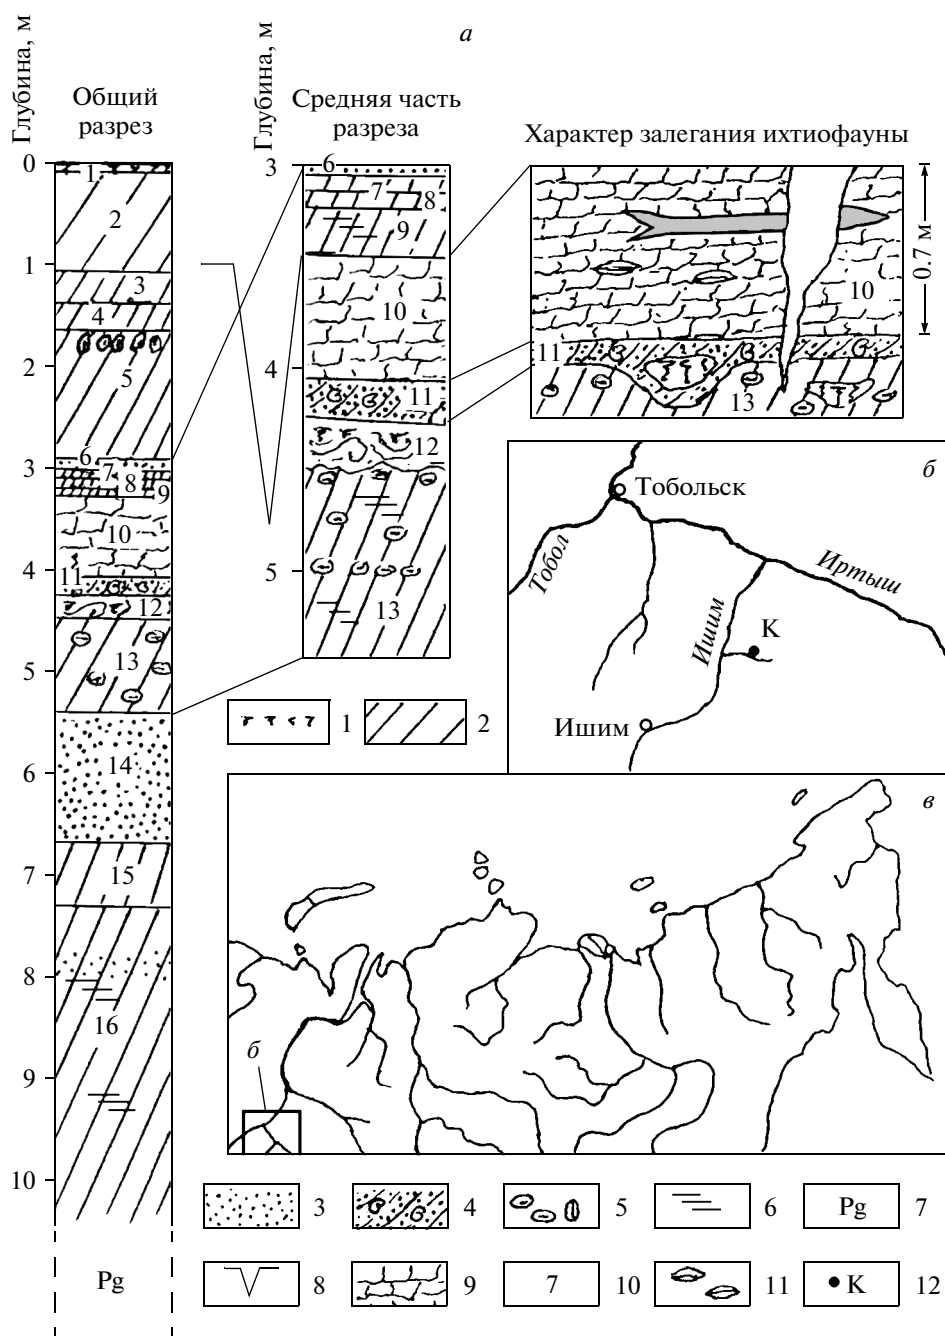 а
Глубина, м
Общий
разрез
0
1
2
3
4
5
6
7
8
9
10
1
2
3
4
5
6
7
8
9
10
11
12
13
14
15
16
Pg
Глубина, м
Средняя часть
разреза
3
4
5
6
7
8
9
10
11
12
13
Характер залегания ихтиофауны
10
11
13
0.7 м
1
2
б
Тобольск
Тобол
Иртыш
Ишим
К
Ишим
в
б
3
4
5
6
Pg 7
8
9
7 10
11
К 12